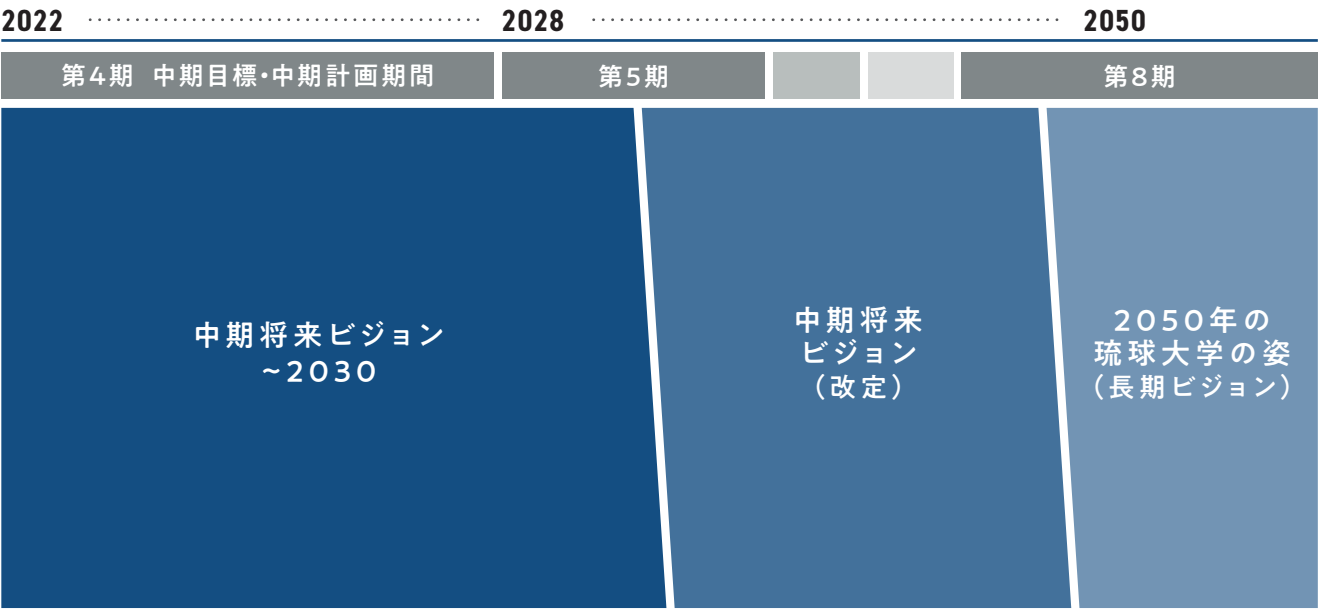 2022 2028 2050
第4期 中期目標・中期計画期間 第5期 第8期
中期将来ビジョン
~2030
中期将来
ビジョン
（改定）
2050年の
琉球大学の姿
（長期ビジョン）